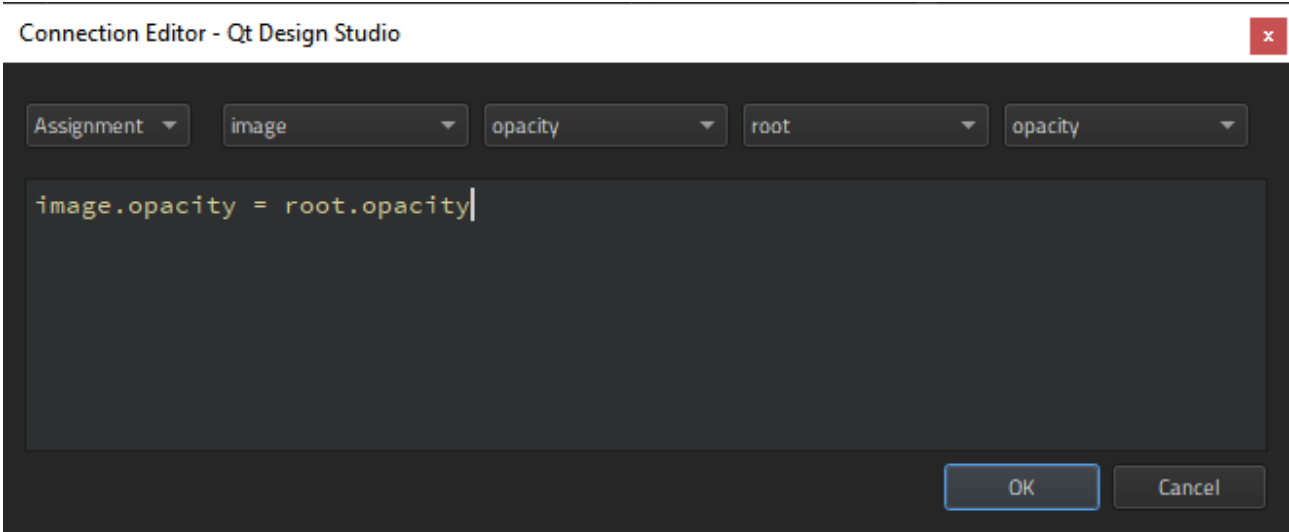 Connection Editor - Qt Design Studio
x
Assignment image opacity root opacity
image.opacity = root.opacity
OK Cancel